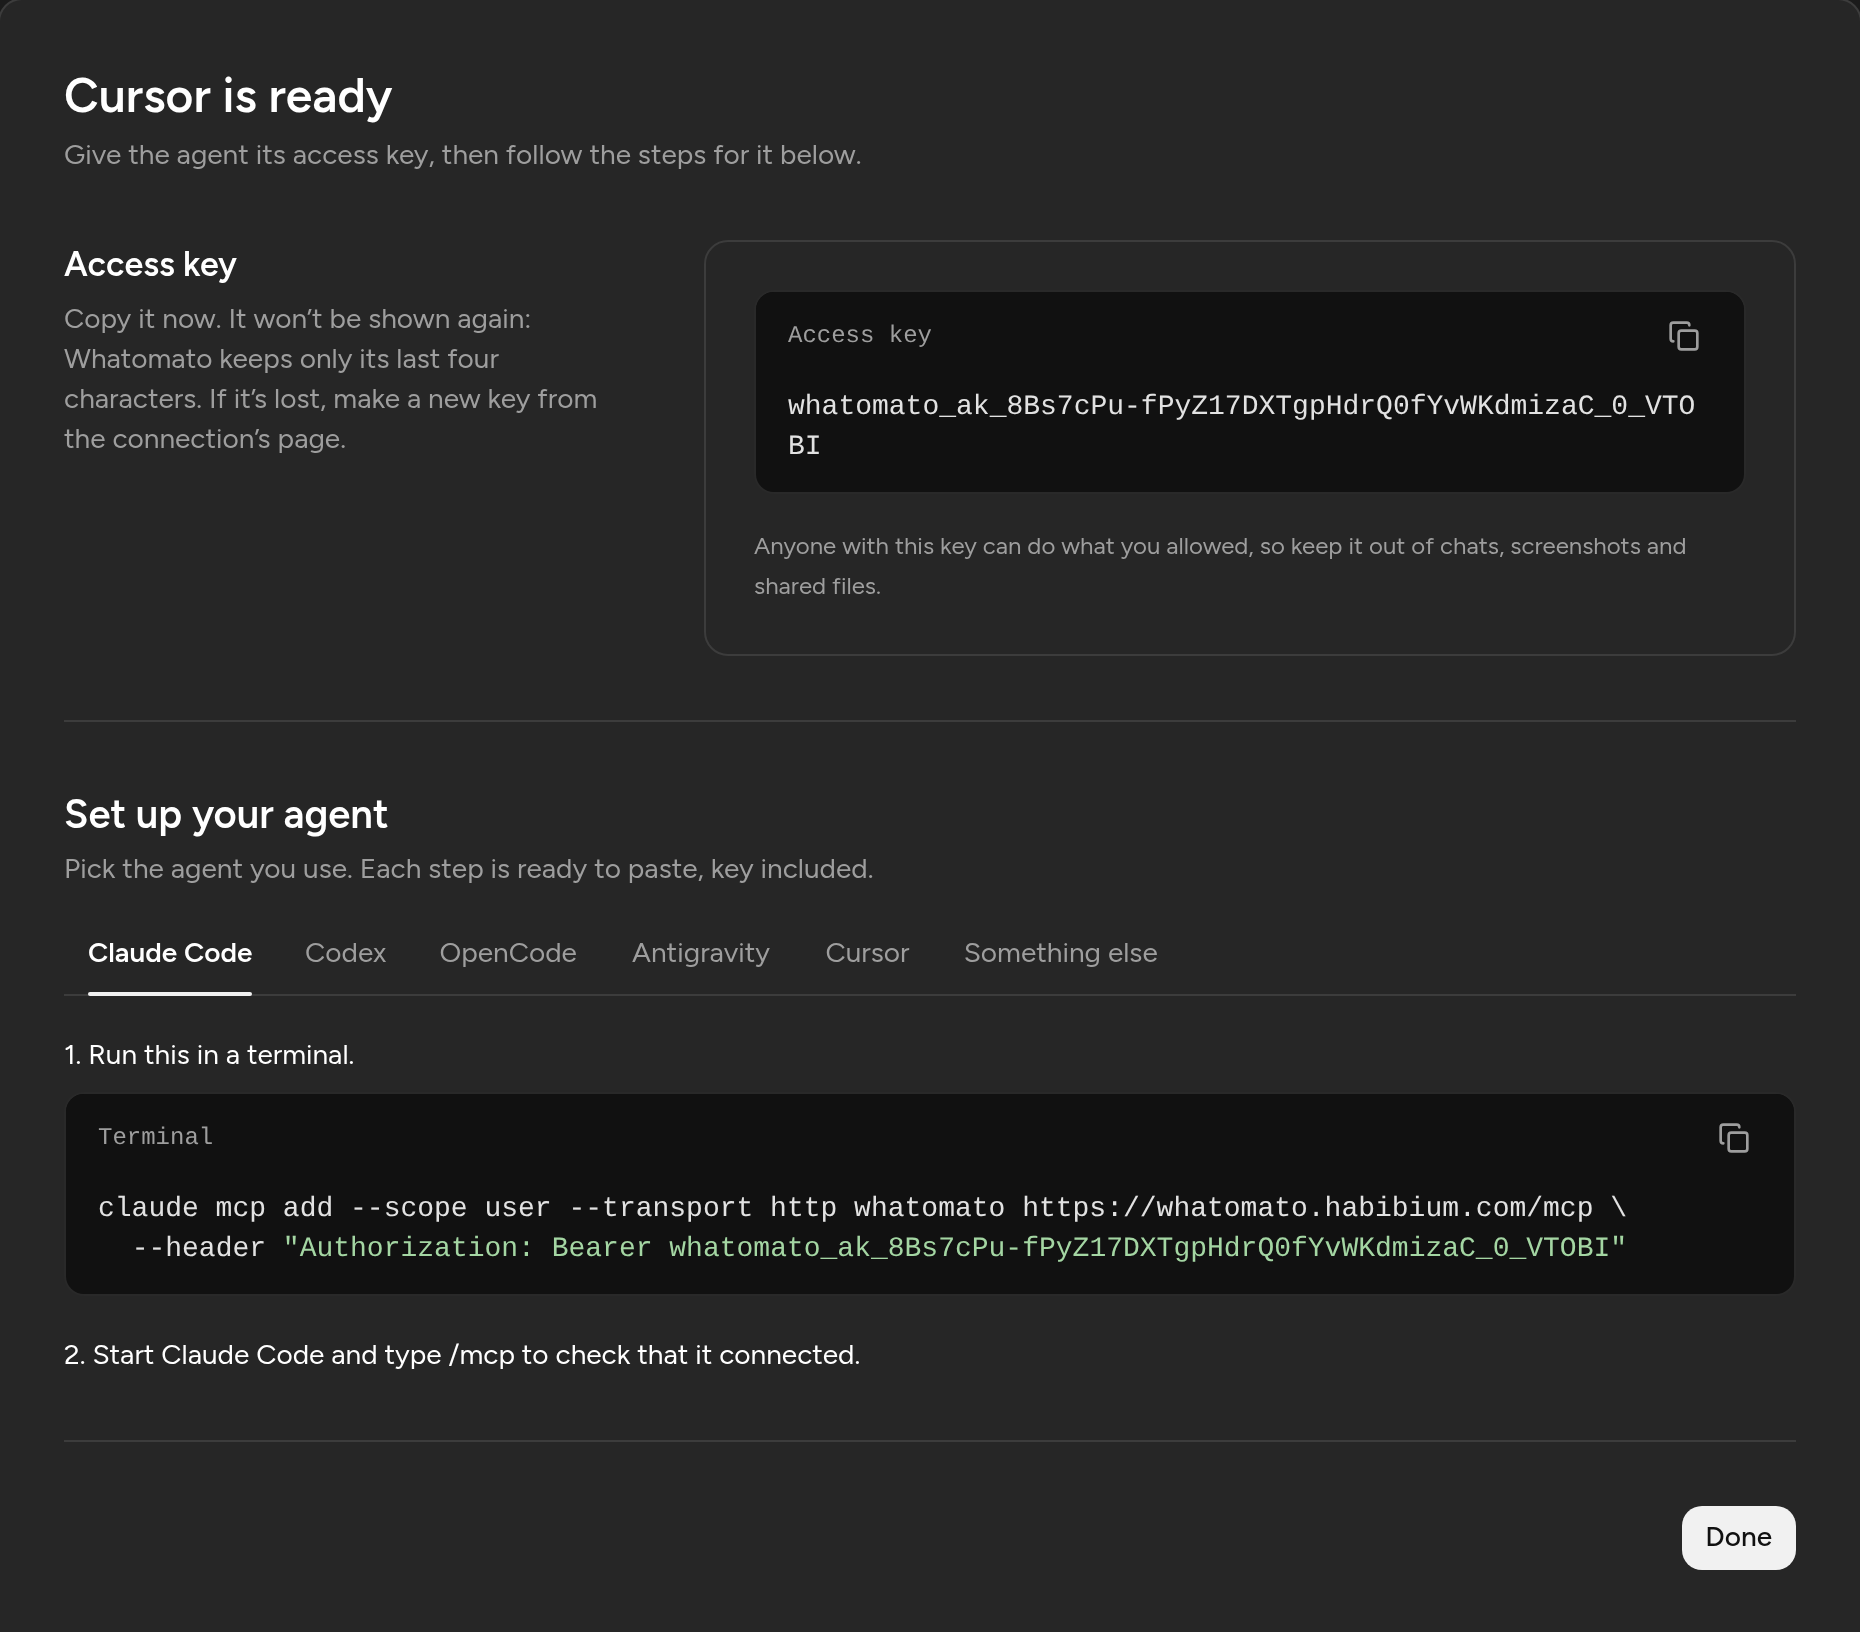 Cursor is ready
Give the agent its access key, then follow the steps for it below.
Access key
Copy it now. It won’t be shown again:
Whatomato keeps only its last four
characters. If it’s lost, make a new key from
the connection’s page.
Access key
whatomato_ak_8Bs7cPu-fPyZ17DXTgpHdrQ0fYvWKdmizaC_0_VTO
BI
Anyone with this key can do what you allowed, so keep it out of chats, screenshots and
shared files.
Set up your agent
Pick the agent you use. Each step is ready to paste, key included.
Claude Code Codex OpenCode Antigravity Cursor Something else
1. Run this in a terminal.
Terminal
claude mcp add --scope user --transport http whatomato https://whatomato.habibium.com/mcp \
--header "Authorization: Bearer whatomato_ak_8Bs7cPu-fPyZ17DXTgpHdrQ0fYvWKdmizaC_0_VTOBI"
2. Start Claude Code and type /mcp to check that it connected.
Done